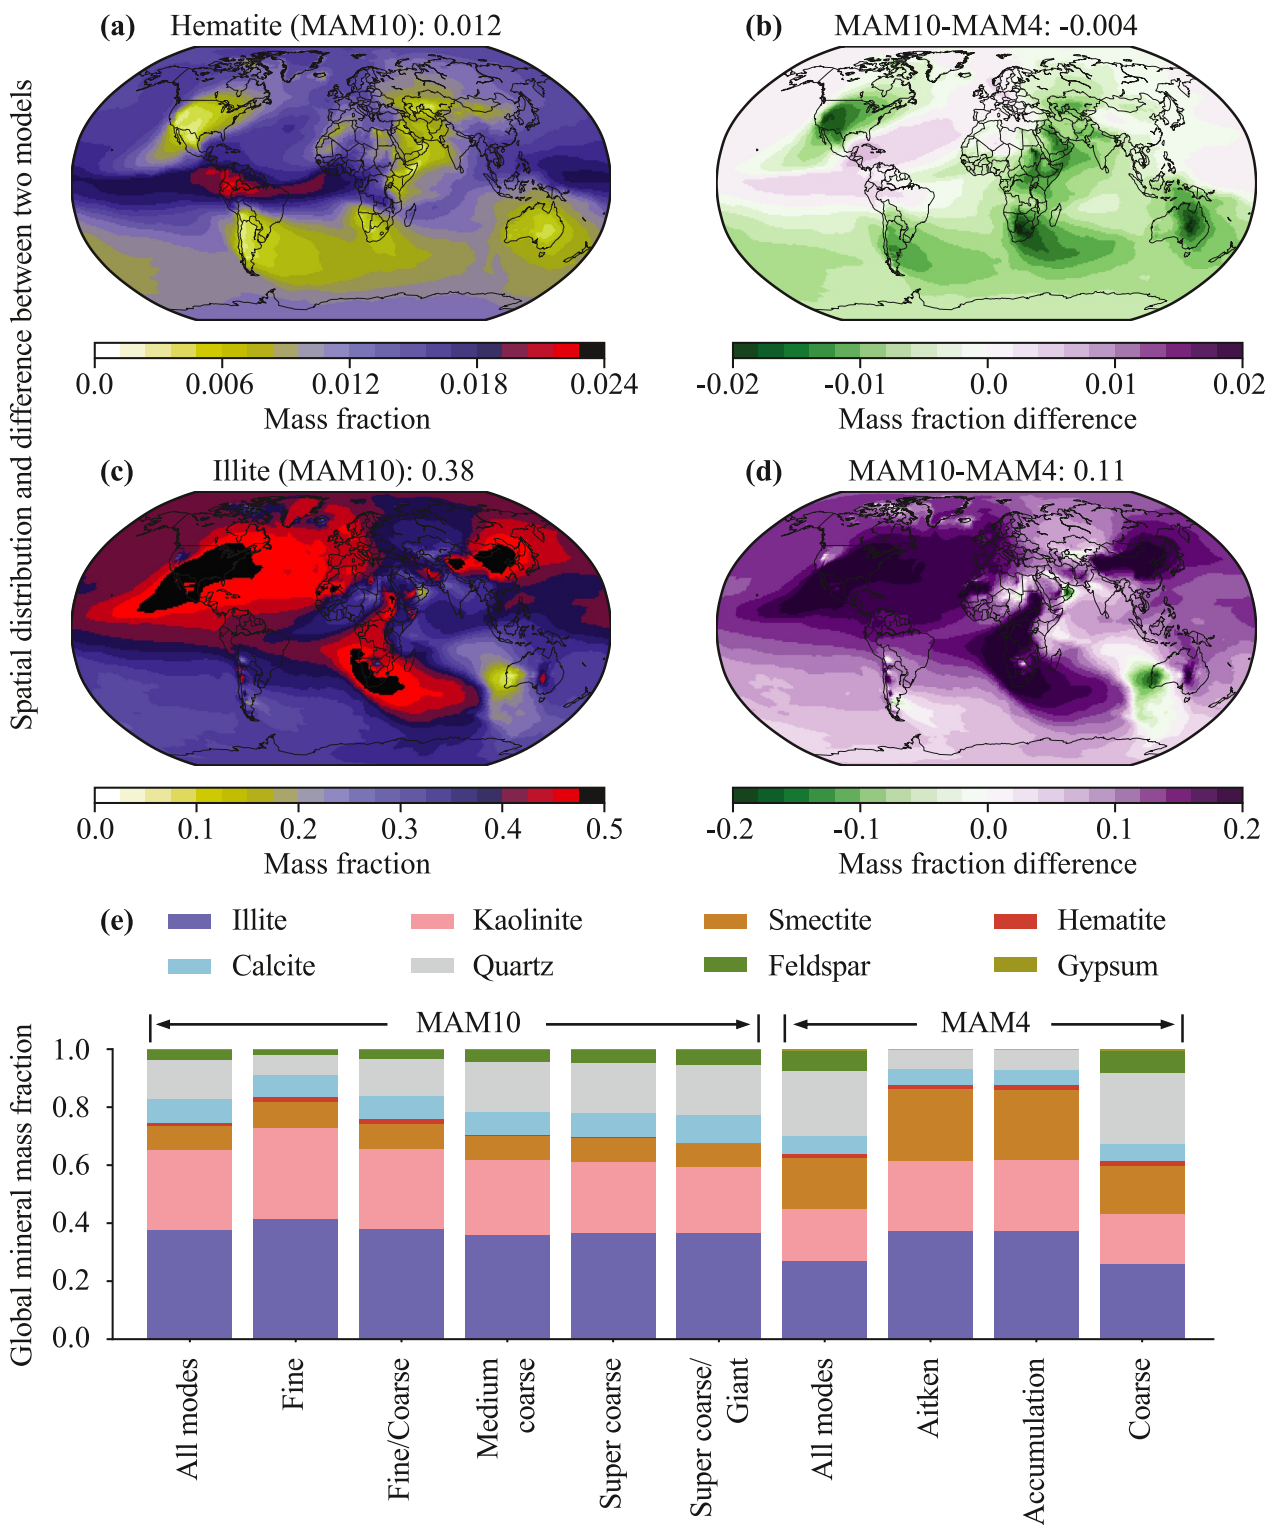 Spatial distribution and difference between two models
(a) Hematite (MAM10): 0.012
0.0 0.006 0.012 0.018 0.024
Mass fraction
(b) MAM10-MAM4: -0.004
-0.02 -0.01 0.0 0.01 0.02
Mass fraction difference
(c) Illite (MAM10): 0.38
0.0 0.1 0.2 0.3 0.4 0.5
Mass fraction
(d) MAM10-MAM4: 0.11
-0.2 -0.1 0.0 0.1 0.2
Mass fraction difference
(e)
Illite Kaolinite Smectite Hematite
Calcite Quartz Feldspar Gypsum
MAM10 MAM4
Global mineral mass fraction
1.0
0.8
0.6
0.4
0.2
0.0
All modes
Fine
Fine/Coarse
Medium
coarse
Super coarse
Super coarse/
Giant
All modes
Aitken
Accumulation
Coarse